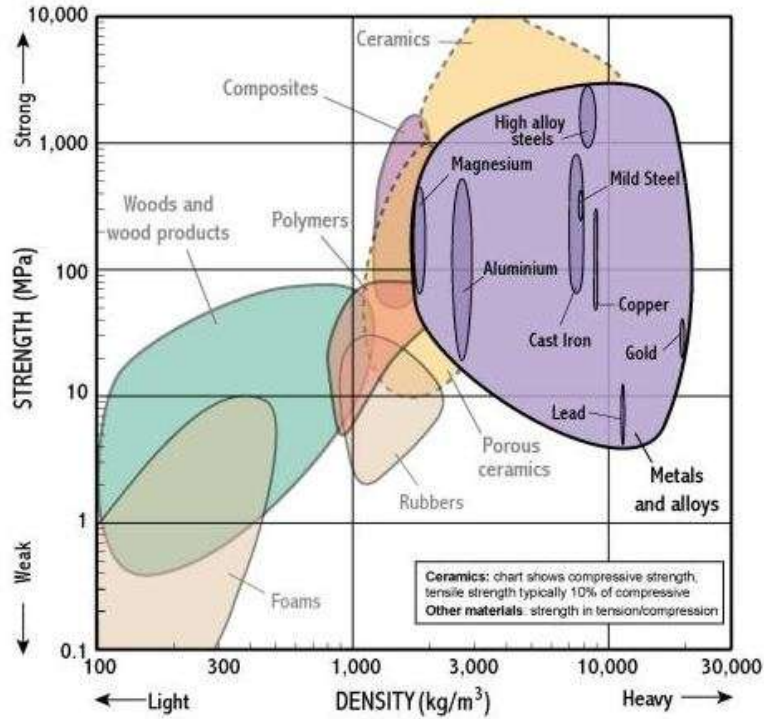 10,000
1,000
100
10
1
0.1
Strong
STRENGTH (MPa)
Weak
Ceramics
Composites
High alloy
steels
Magnesium
Mild Steel
Woods and
wood products
Polymers
Aluminium
Copper
Cast Iron
Gold
Lead
Porous
ceramics
Metals
and alloys
Rubbers
Foams
Ceramics: chart shows compressive strength,
tensile strength typically 10% of compressive
Other materials: strength in tension/compression
100 300 1,000 3,000 10,000 30,000
Light DENSITY (kg/m³) Heavy